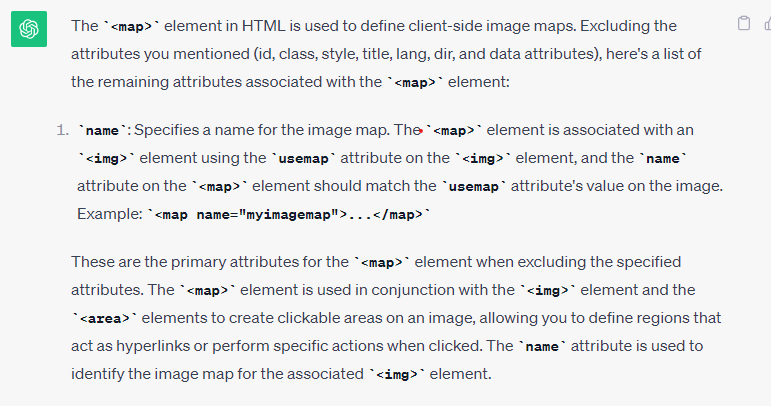 The `<map>` element in HTML is used to define client-side image maps. Excluding the
attributes you mentioned (id, class, style, title, lang, dir, and data attributes), here's a list of
the remaining attributes associated with the `<map>` element:
1. `name`: Specifies a name for the image map. The `<map>` element is associated with an
`<img>` element using the `usemap` attribute on the `<img>` element, and the `name`
attribute on the `<map>` element should match the `usemap` attribute's value on the image.
Example: `<map name="myimagemap">...</map>`
These are the primary attributes for the `<map>` element when excluding the specified
attributes. The `<map>` element is used in conjunction with the `<img>` element and the
`<area>` elements to create clickable areas on an image, allowing you to define regions that
act as hyperlinks or perform specific actions when clicked. The `name` attribute is used to
identify the image map for the associated `<img>` element.